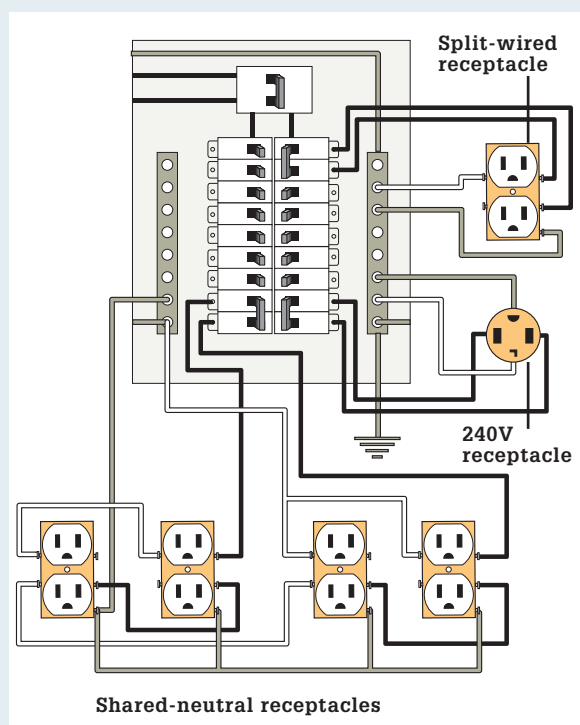 Split-wired
receptacle
240V
receptacle
Shared-neutral receptacles